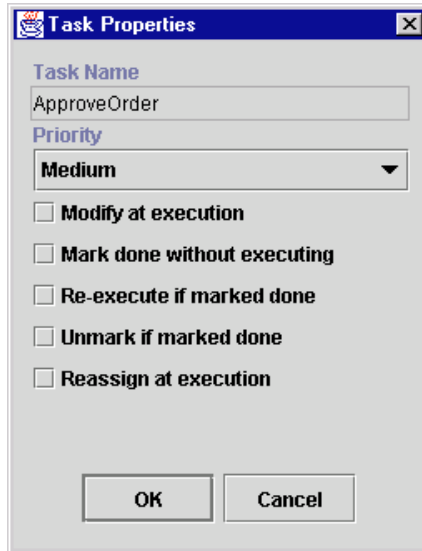 Task Properties
Task Name
ApproveOrder
Priority
Medium
Modify at execution
Mark done without executing
Re-execute if marked done
Unmark if marked done
Reassign at execution
OK
Cancel